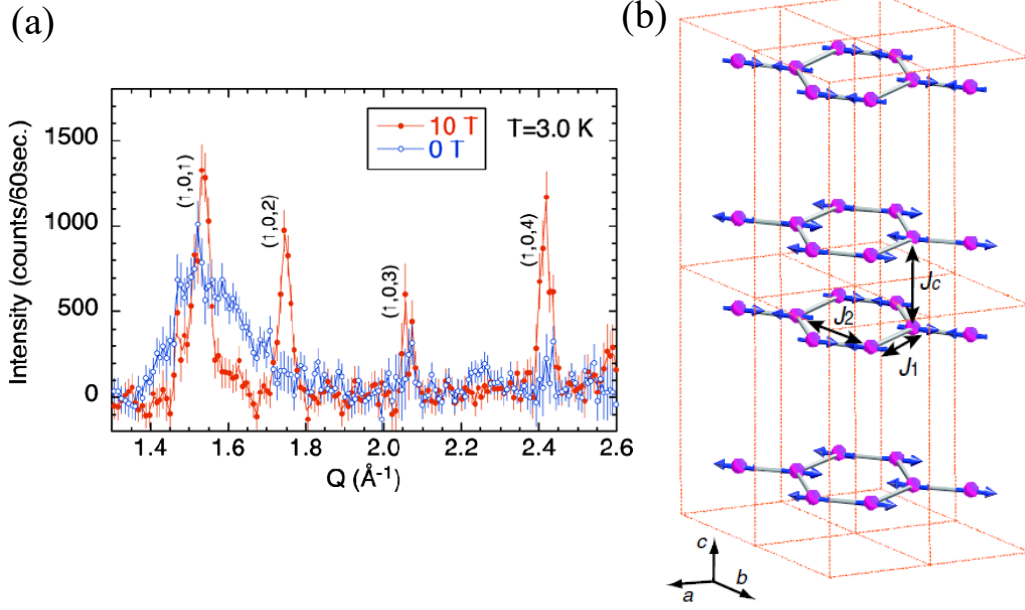 (a)
Intensity (counts/60sec.)
1500
1000
500
0
10 T
0 T
T=3.0 K
(1,0,1)
(1,0,2)
(1,0,3)
(1,0,4)
1.4 1.6 1.8 2.0 2.2 2.4 2.6
Q (Å⁻¹)
(b)
Jc
J2
J1
c
b
a